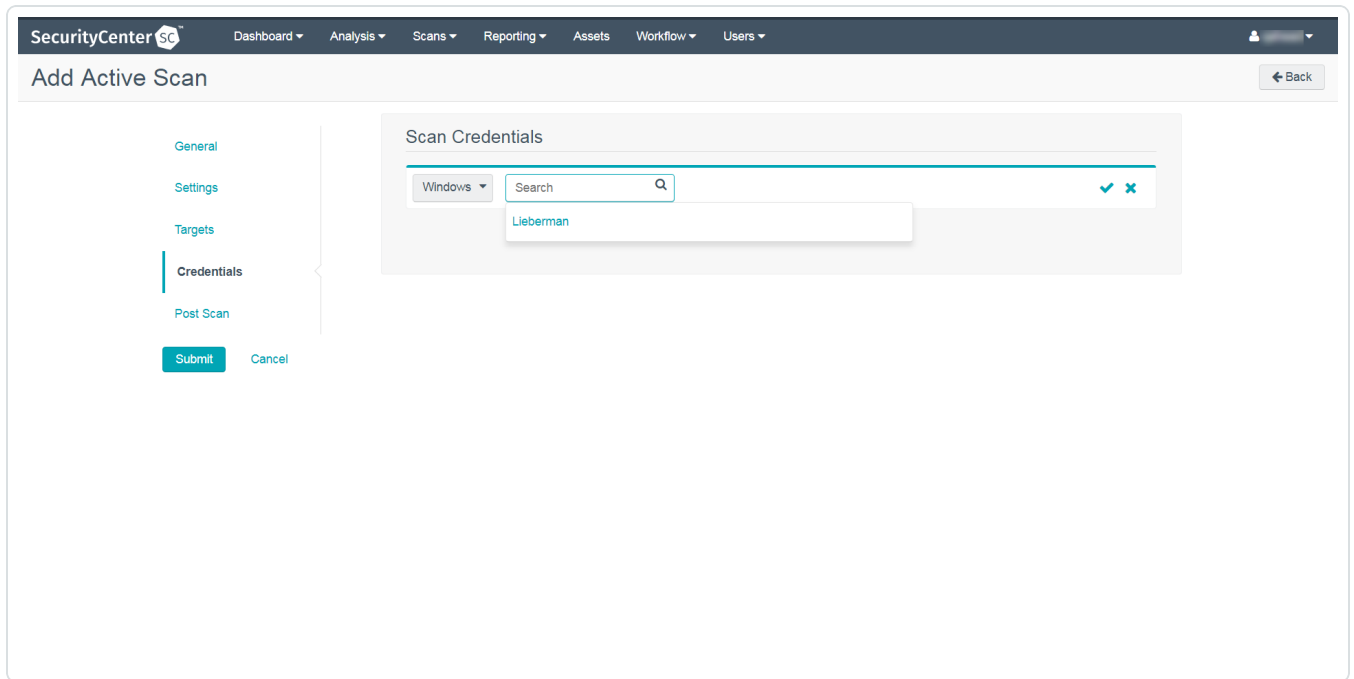 SecurityCenter SC™ Dashboard Analysis Scans Reporting Assets Workflow Users
Add Active Scan Back
General
Settings
Targets
Credentials
Post Scan
Submit Cancel
Scan Credentials
Windows Search
Lieberman